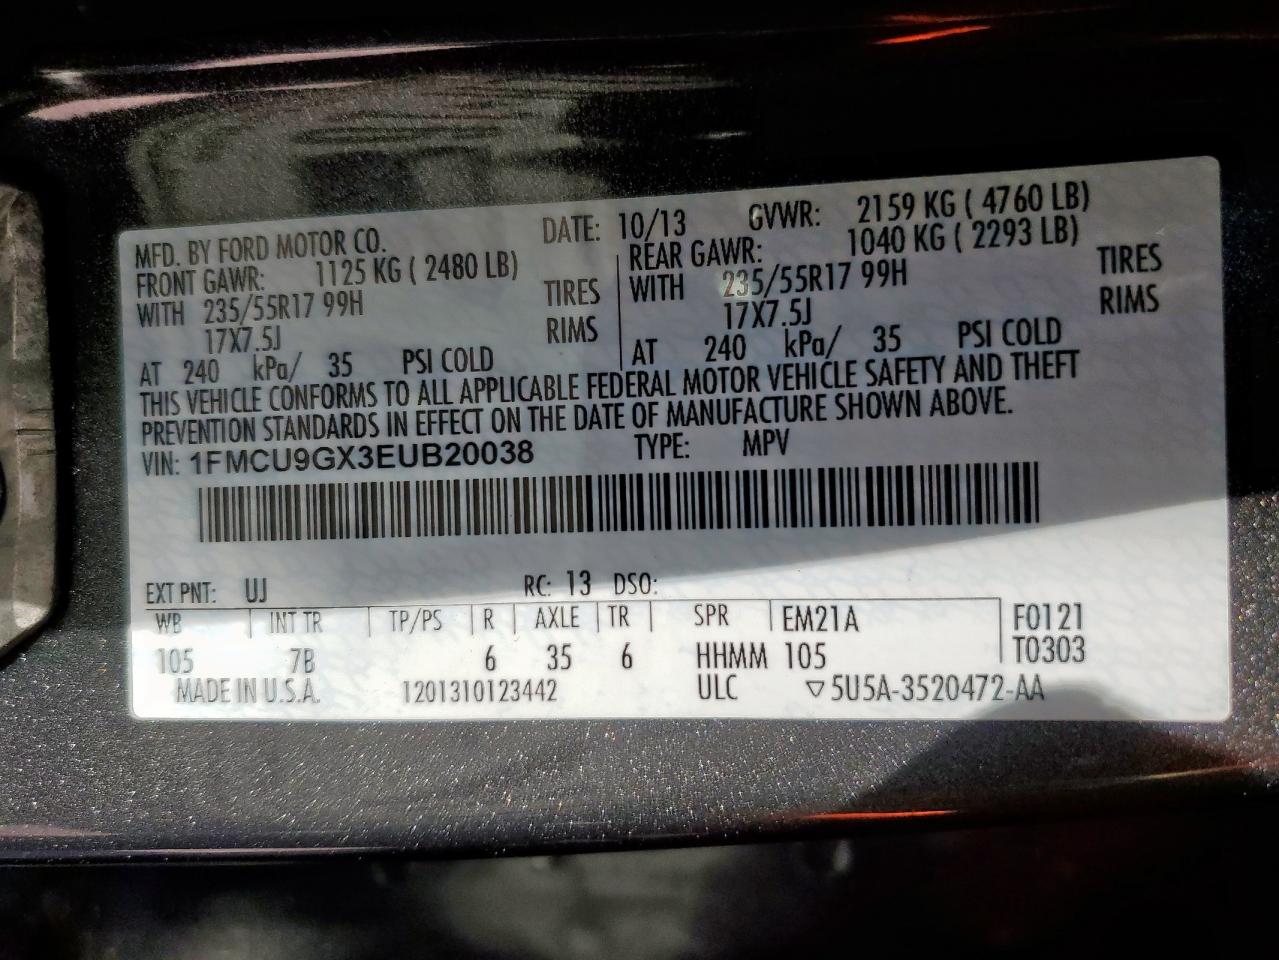 MFD. BY FORD MOTOR CO. DATE: 10/13 GVWR: 2159 KG ( 4760 LB)
FRONT GAWR: 1125 KG ( 2480 LB) REAR GAWR: 1040 KG ( 2293 LB)
WITH 235/55R17 99H TIRES WITH 235/55R17 99H TIRES
17X7.5J RIMS 17X7.5J RIMS
AT 240 kPa/ 35 PSI COLD AT 240 kPa/ 35 PSI COLD
THIS VEHICLE CONFORMS TO ALL APPLICABLE FEDERAL MOTOR VEHICLE SAFETY AND THEFT
PREVENTION STANDARDS IN EFFECT ON THE DATE OF MANUFACTURE SHOWN ABOVE.
VIN: 1FMCU9GX3EUB20038 TYPE: MPV
EXT PNT: UJ RC: 13 DSO:
WB INT TR TP/PS R AXLE TR SPR EM21A F0121
105 7B 6 35 6 HHMM 105 T0303
MADE IN U.S.A. 1201310123442 ULC ▽5U5A-3520472-AA